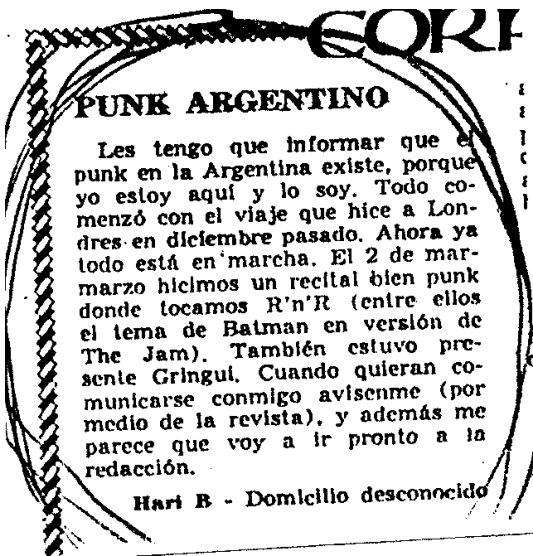 CORR
PUNK ARGENTINO
Les tengo que informar que el
punk en la Argentina existe, porque
yo estoy aquí y lo soy. Todo co-
menzó con el viaje que hice a Lon-
dres en diciembre pasado. Ahora ya
todo está en marcha. El 2 de mar-
marzo hicimos un recital bien punk
donde tocamos R'n'R (entre ellos
el tema de Batman en versión de
The Jam). También estuvo pre-
sente Gringui. Cuando quieran co-
municarse conmigo avisenme (por
medio de la revista), y además me
parece que voy a ir pronto a la
redacción.
Hari B - Domicilio desconocido